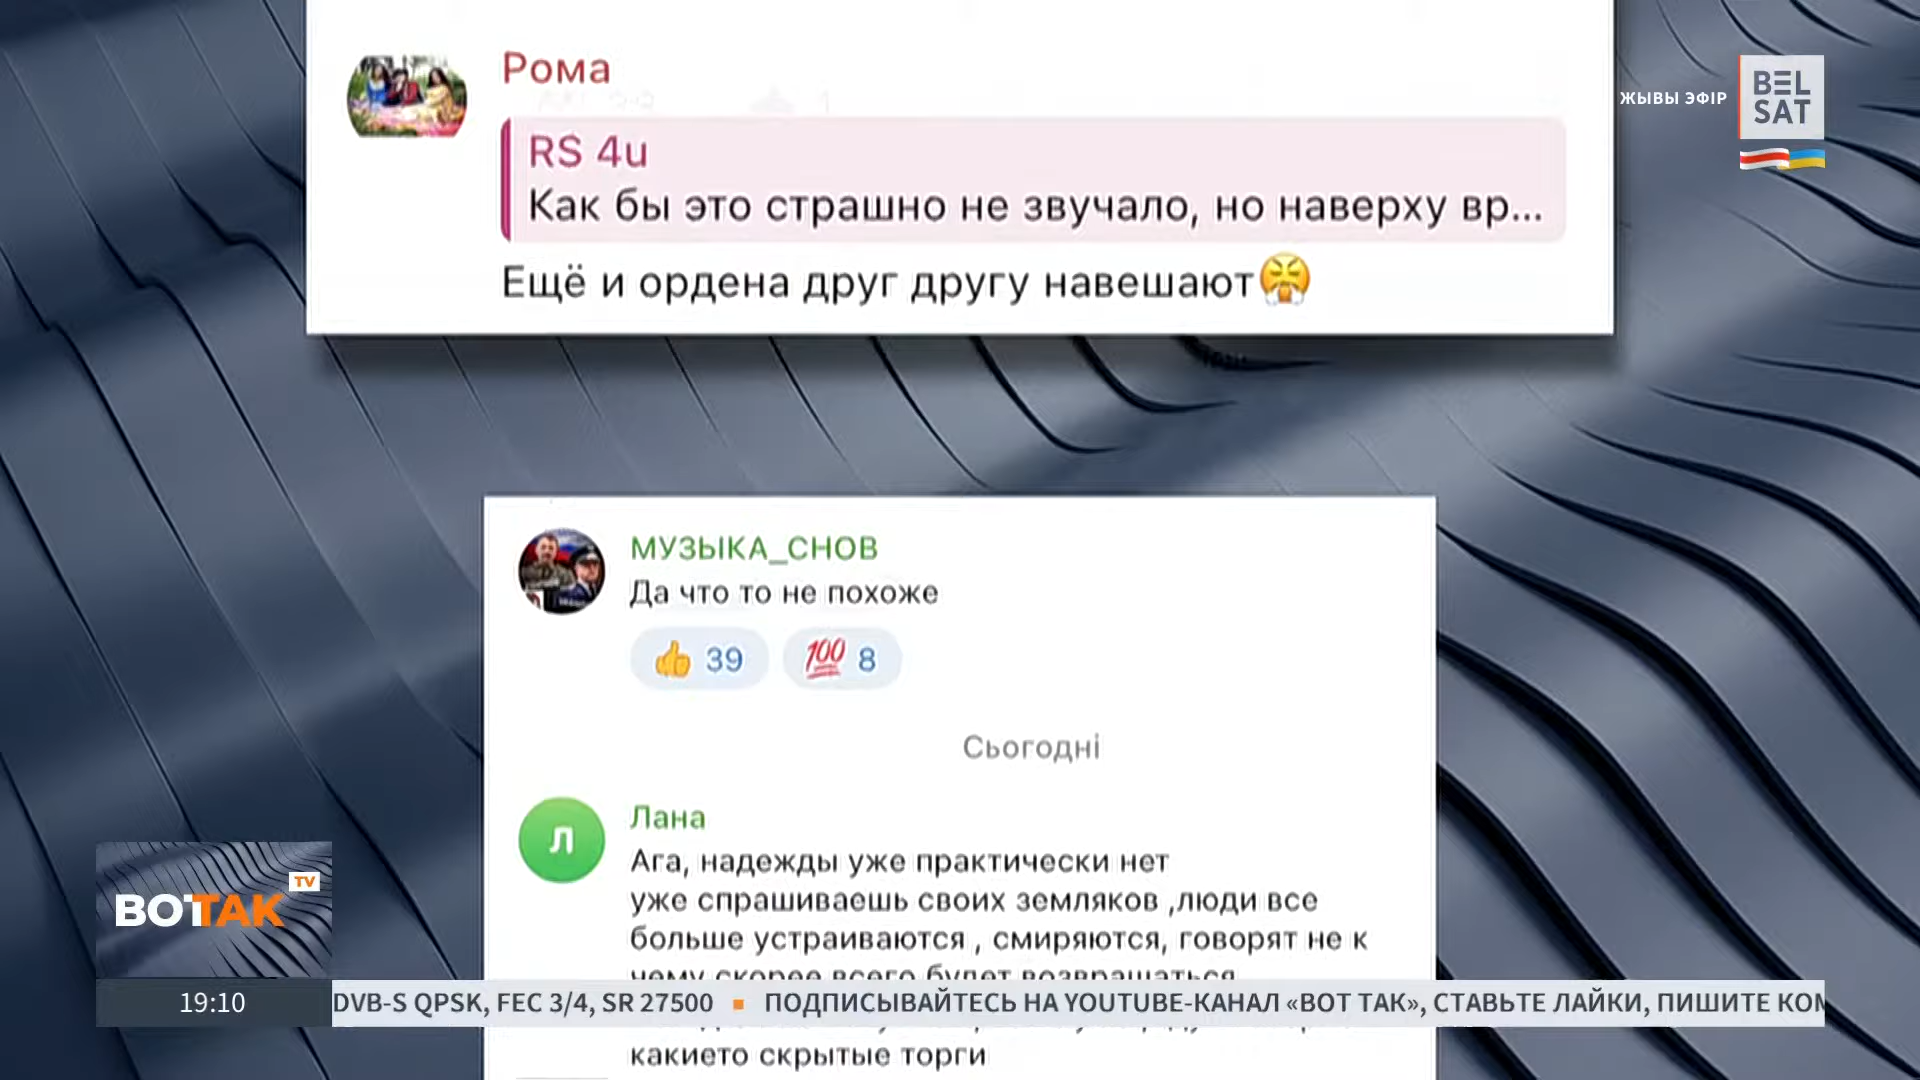 Рома
RS 4u
Как бы это страшно не звучало, но наверху вр...
Ещё и ордена друг другу навешают
ЖЫВЫ ЭФІР
BEL
SAT
МУЗЫКА_СНОВ
Да что то не похоже
39
100 8
Сьогодні
Л
Лана
Ага, надежды уже практически нет
уже спрашиваешь своих земляков ,люди все
больше устраиваются , смиряются, говорят не к
чему скорее всего будет возвращаться
какието скрытые торги
ВОТ ТАК TV
19:10
DVB-S QPSK, FEC 3/4, SR 27500 ▪ ПОДПИСЫВАЙТЕСЬ НА YOUTUBE-КАНАЛ «ВОТ ТАК», СТАВЬТЕ ЛАЙКИ, ПИШИТЕ КОМ